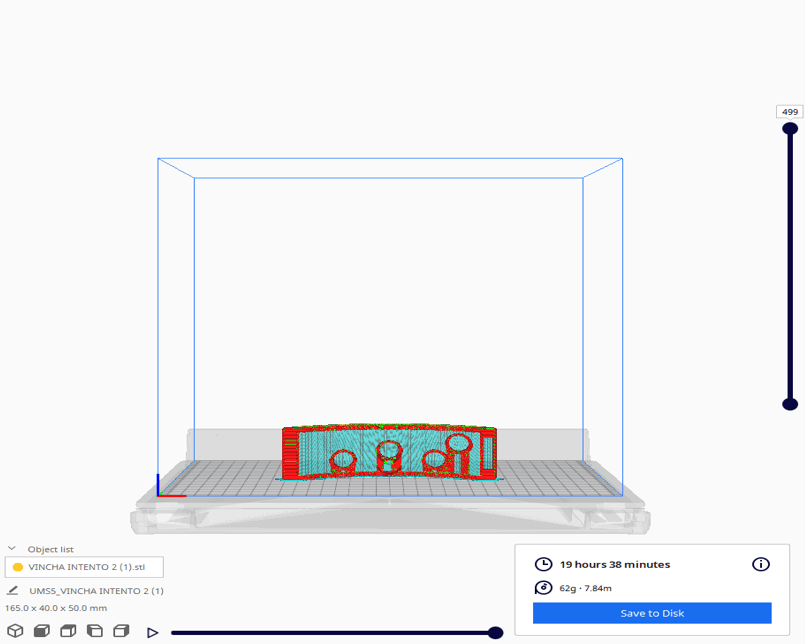 499
Object list
VINCHA INTENTO 2 (1).stl
UMS5_VINCHA INTENTO 2 (1)
165.0 x 40.0 x 50.0 mm
19 hours 38 minutes
62g · 7.84m
Save to Disk